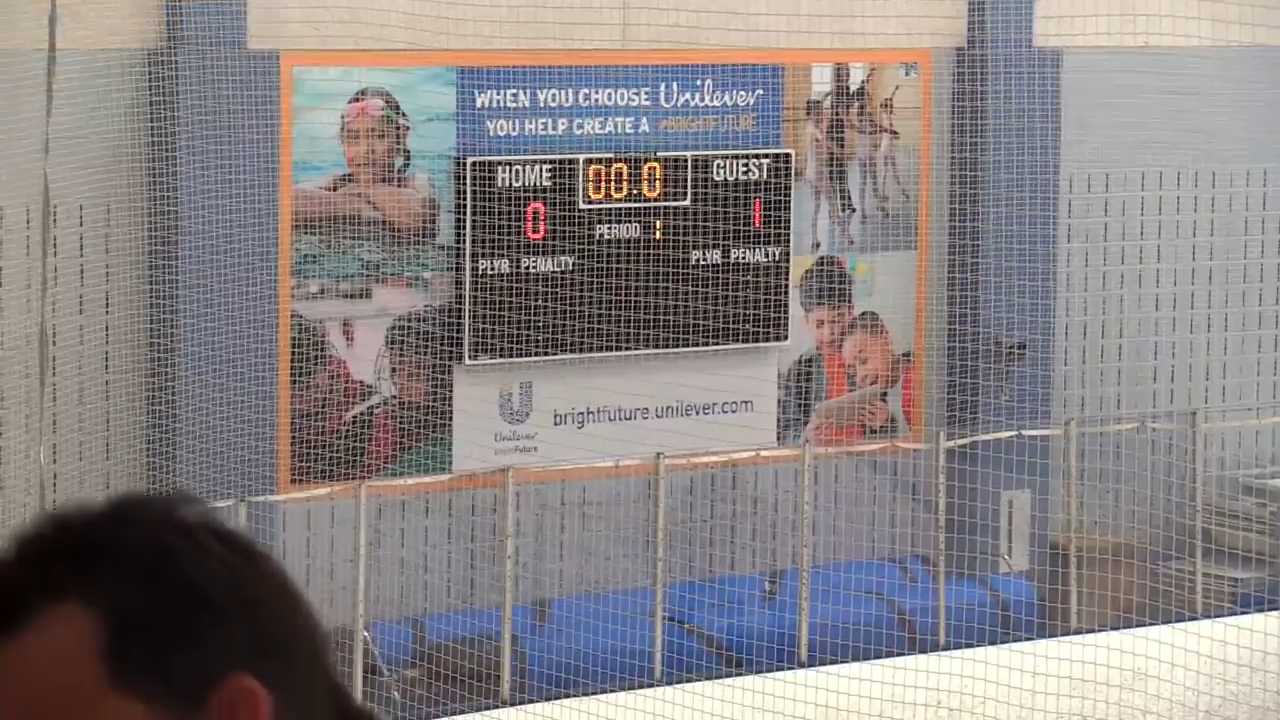 WHEN YOU CHOOSE Unilever
YOU HELP CREATE A #BRIGHTFUTURE
HOME 00.0 GUEST
0 PERIOD 1 1
PLYR PENALTY PLYR PENALTY
Unilever
brightFuture
brightfuture.unilever.com